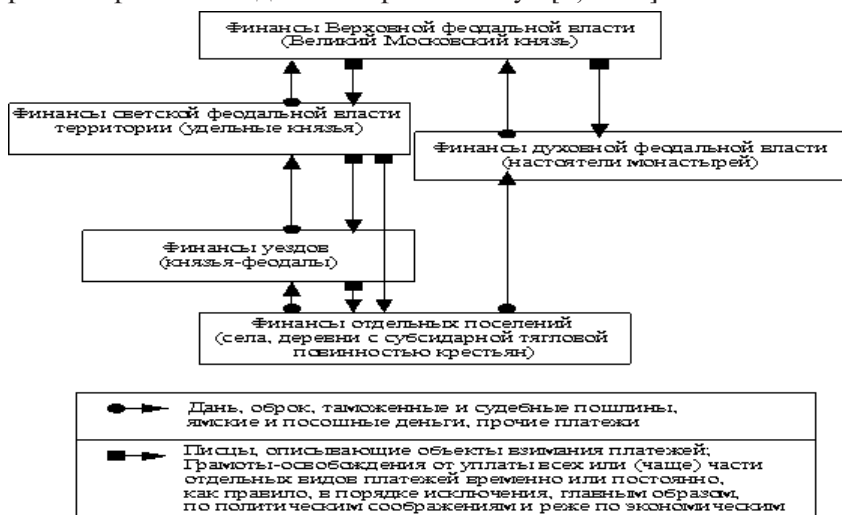 Финансы Верховной феодальной власти
(Великий Московский князь)
Финансы светской феодальной власти
территории (удельные князья)
Финансы духовной феодальной власти
(настоятели монастырей)
Финансы уездов
(князья-феодалы)
Финансы отдельных поселений
(села, деревни с субсидарной тягловой
повинностью крестьян)
Дань, оброк, таможенные и судебные пошлины,
ямские и посошные деньги, прочие платежи
Писцы, описывающие объекты взимания платежей;
Грамоты-освобождения от уплаты всех или (чаще) части
отдельных видов платежей временно или постоянно,
как правило, в порядке исключения, главным образом,
по политическим соображениям и реже по экономическим